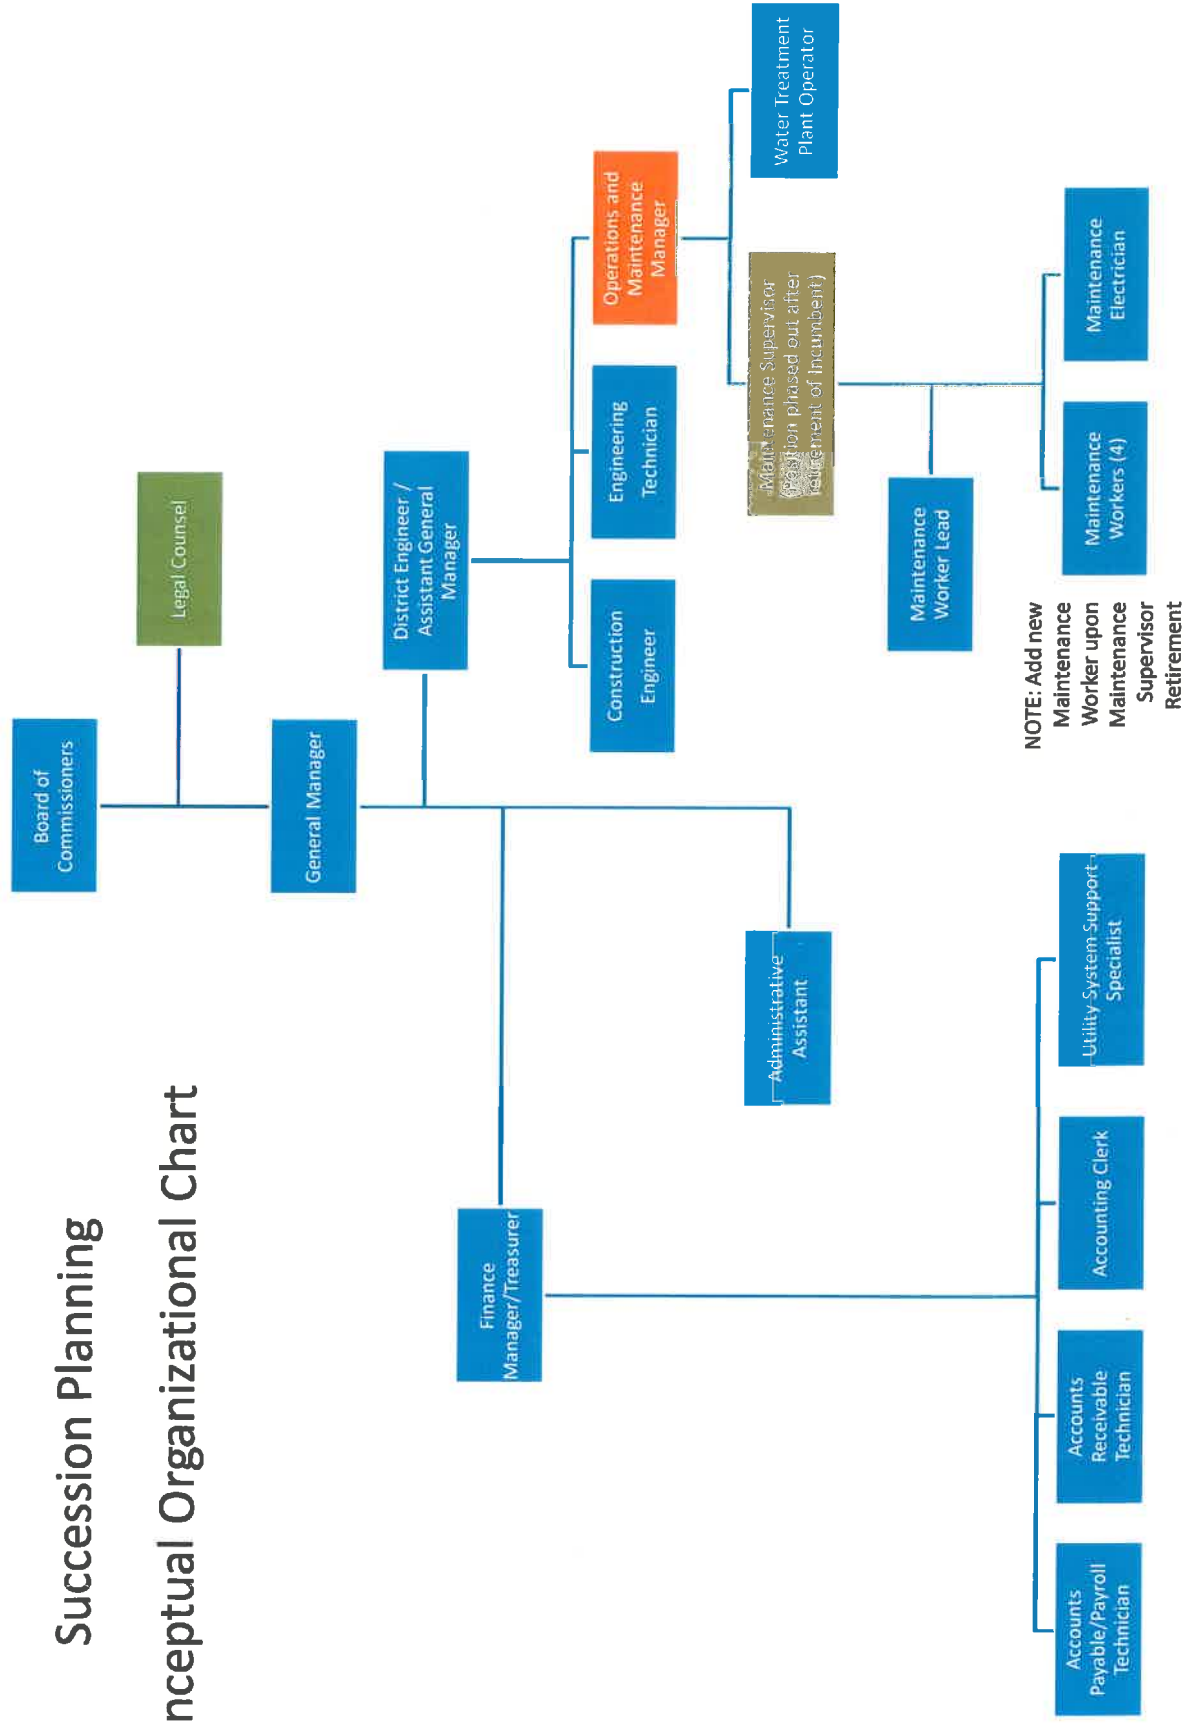 Succession Planning
nceptual Organizational Chart
Board of
Commissioners
Legal Counsel
General Manager
District Engineer /
Assistant General
Manager
Finance
Manager/Treasurer
Construction
Engineer
Engineering
Technician
Operations and
Maintenance
Manager
Administrative
Assistant
Maintenance Supervisor
(Position phased out after
retirement of Incumbent)
Water Treatment
Plant Operator
Maintenance
Worker Lead
Accounts
Payable/Payroll
Technician
Accounts
Receivable
Technician
Accounting Clerk
Utility System Support
Specialist
Maintenance
Workers (4)
Maintenance
Electrician
NOTE: Add new
Maintenance
Worker upon
Maintenance
Supervisor
Retirement